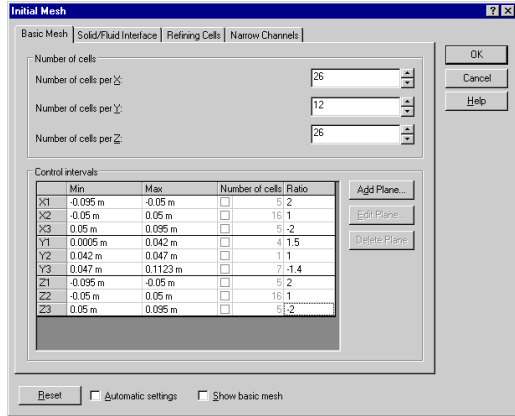 Initial Mesh
Basic Mesh Solid/Fluid Interface Refining Cells Narrow Channels
OK
Cancel
Help
Number of cells
Number of cells per X: 26
Number of cells per Y: 12
Number of cells per Z: 26
Control intervals
Min Max Number of cells Ratio
X1 -0.095 m -0.05 m 5 2
X2 -0.05 m 0.05 m 16 1
X3 0.05 m 0.095 m 5 -2
Y1 0.0005 m 0.042 m 4 1.5
Y2 0.042 m 0.047 m 1 1
Y3 0.047 m 0.1123 m 7 -1.4
Z1 -0.095 m -0.05 m 5 2
Z2 -0.05 m 0.05 m 16 1
Z3 0.05 m 0.095 m 5 -2
Add Plane...
Edit Plane...
Delete Plane
Reset Automatic settings Show basic mesh